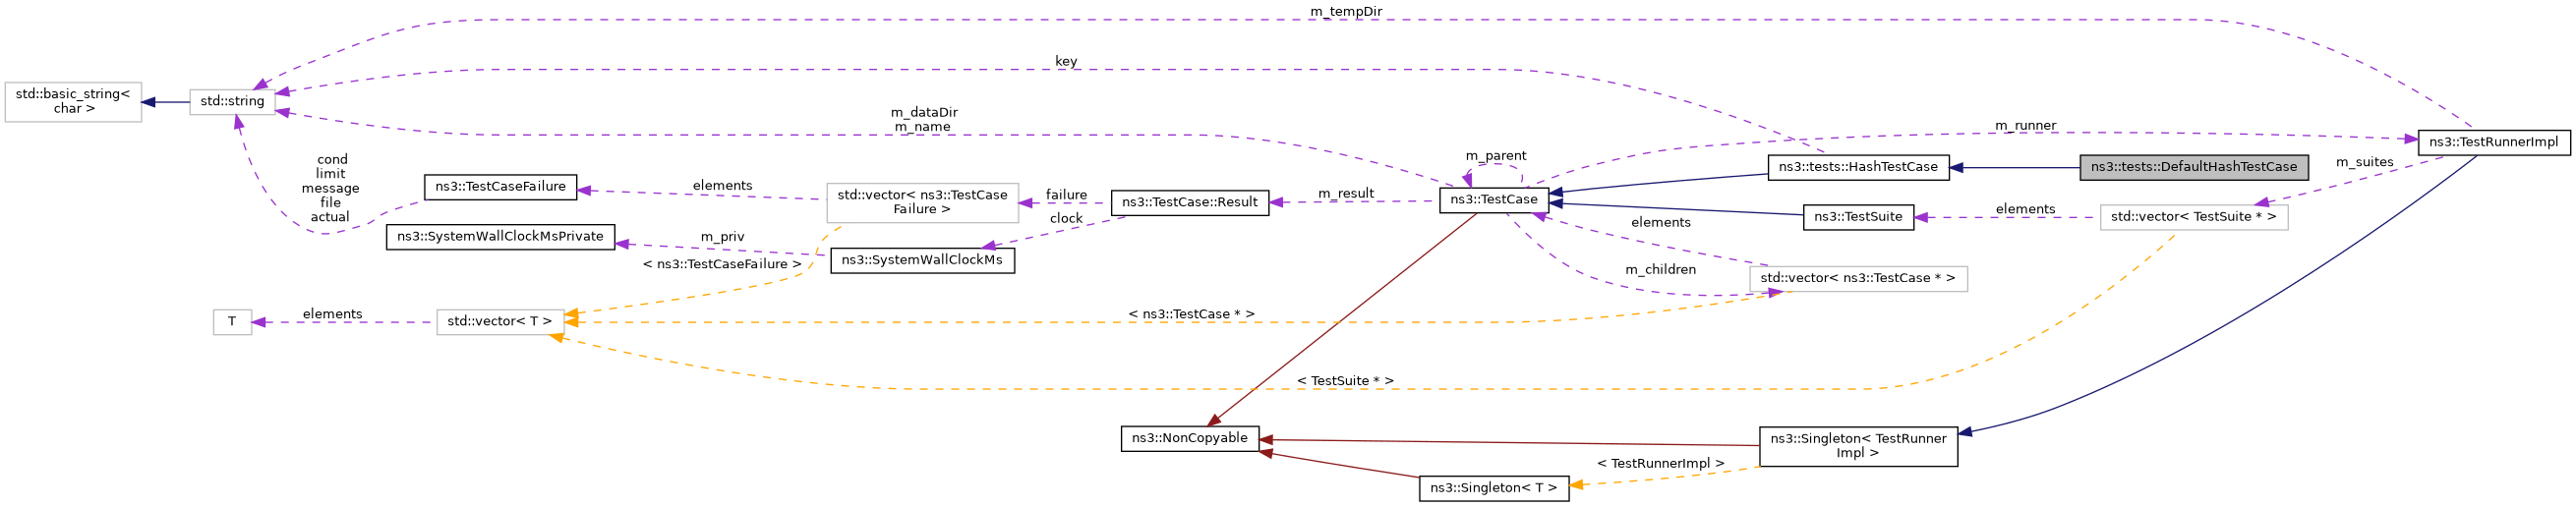 m_tempDir
key
std::basic_string<
char >
std::string
m_dataDir
m_name
m_runner
ns3::TestRunnerImpl
cond
limit
message
file
actual
m_parent
ns3::tests::HashTestCase
ns3::tests::DefaultHashTestCase
m_suites
ns3::TestCaseFailure
elements
std::vector< ns3::TestCase
Failure >
failure
ns3::TestCase::Result
m_result
ns3::TestCase
clock
ns3::TestSuite
elements
std::vector< TestSuite * >
elements
ns3::SystemWallClockMsPrivate
m_priv
ns3::SystemWallClockMs
< ns3::TestCaseFailure >
m_children
std::vector< ns3::TestCase * >
T
elements
std::vector< T >
< ns3::TestCase * >
< TestSuite * >
ns3::NonCopyable
ns3::Singleton< TestRunner
Impl >
< TestRunnerImpl >
ns3::Singleton< T >